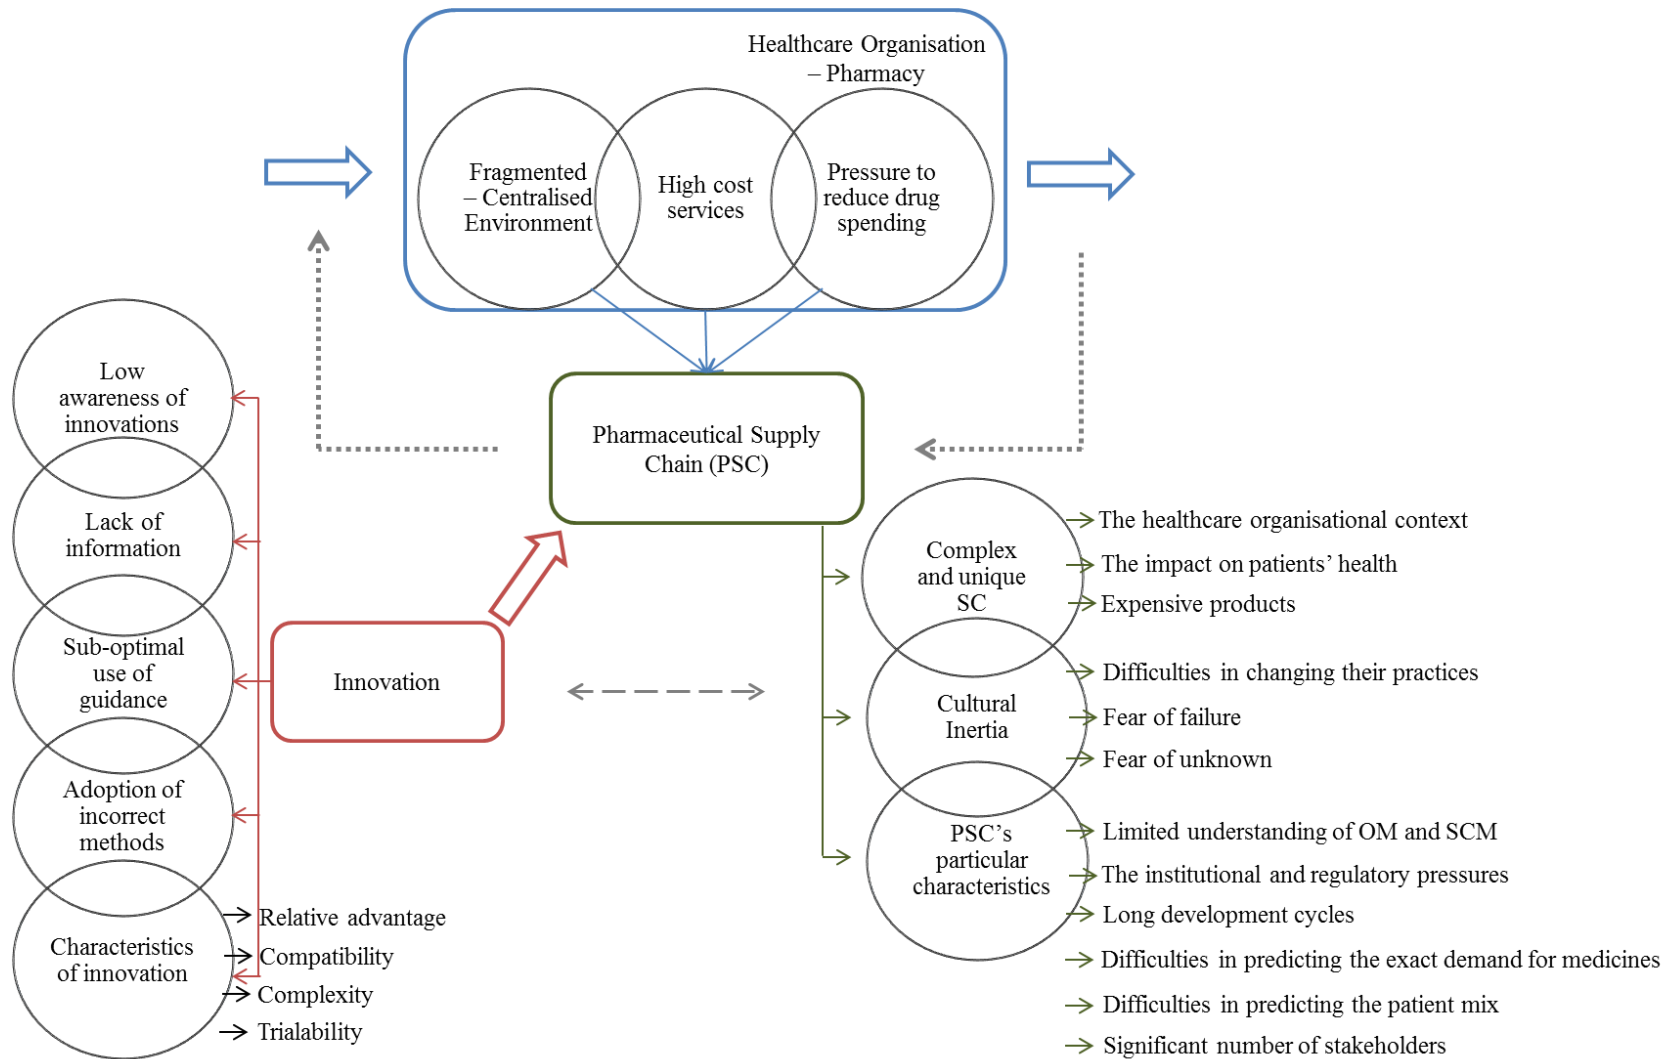 Healthcare Organisation
– Pharmacy
Fragmented
– Centralised
Environment
High cost
services
Pressure to
reduce drug
spending
Pharmaceutical Supply
Chain (PSC)
Low
awareness of
innovations
Lack of
information
Sub-optimal
use of
guidance
Adoption of
incorrect
methods
Characteristics
of innovation
Relative advantage
Compatibility
Complexity
Trialability
Innovation
Complex
and unique
SC
The healthcare organisational context
The impact on patients’ health
Expensive products
Cultural
Inertia
Difficulties in changing their practices
Fear of failure
Fear of unknown
PSC’s
particular
characteristics
Limited understanding of OM and SCM
The institutional and regulatory pressures
Long development cycles
Difficulties in predicting the exact demand for medicines
Difficulties in predicting the patient mix
Significant number of stakeholders